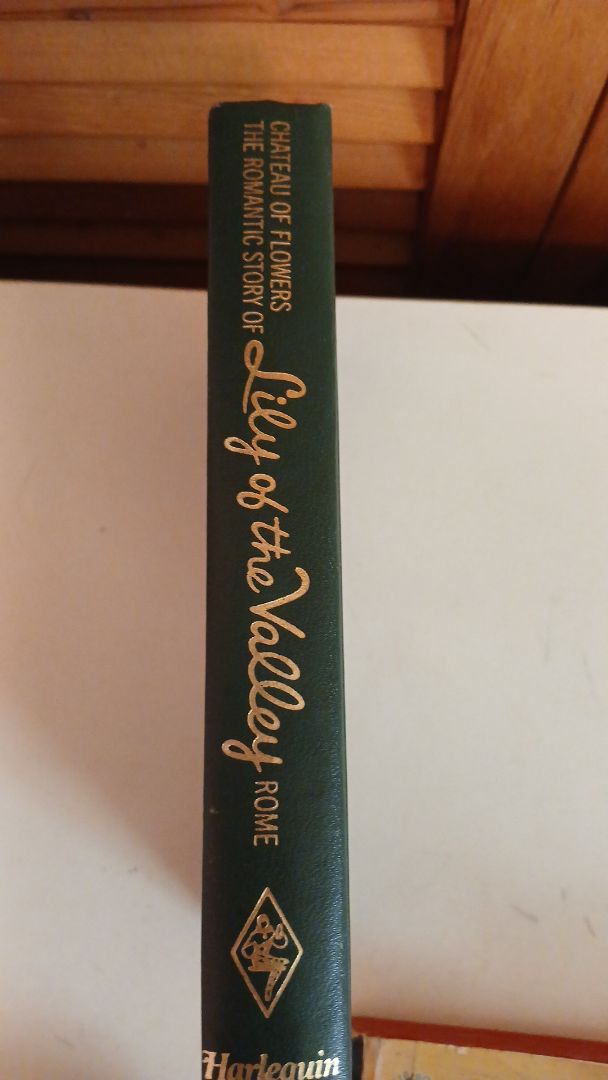 CHATEAU OF FLOWERS
THE ROMANTIC STORY OF Lily of the Valley ROME
Harlequin